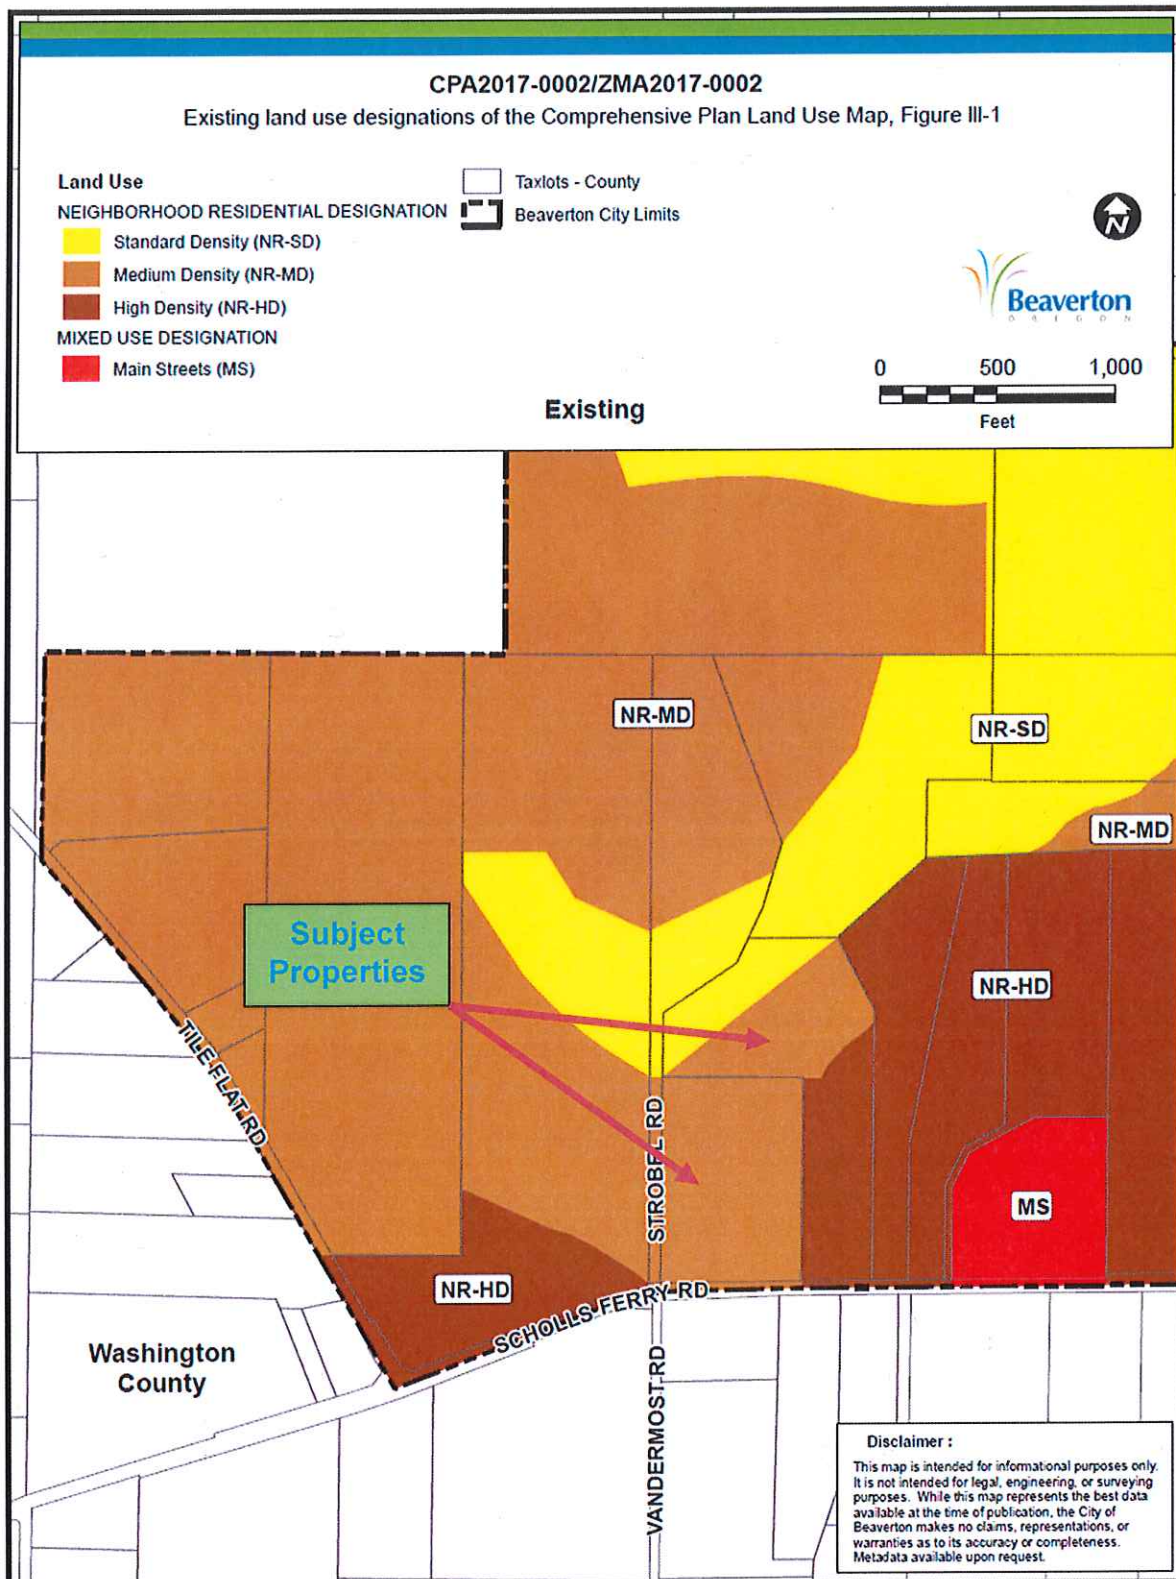 CPA2017-0002/ZMA2017-0002
Existing land use designations of the Comprehensive Plan Land Use Map, Figure III-1
Land Use
NEIGHBORHOOD RESIDENTIAL DESIGNATION
Standard Density (NR-SD)
Medium Density (NR-MD)
High Density (NR-HD)
MIXED USE DESIGNATION
Main Streets (MS)
Taxlots - County
Beaverton City Limits
N
Beaverton
OREGON
0 500 1,000
Feet
Existing
NR-MD
NR-SD
NR-MD
Subject
Properties
NR-HD
TILE FLAT RD
STROBEL RD
MS
NR-HD
SCHOLLS FERRY RD
Washington
County
VANDERMOST RD
Disclaimer :
This map is intended for informational purposes only.
It is not intended for legal, engineering, or surveying
purposes. While this map represents the best data
available at the time of publication, the City of
Beaverton makes no claims, representations, or
warranties as to its accuracy or completeness.
Metadata available upon request.